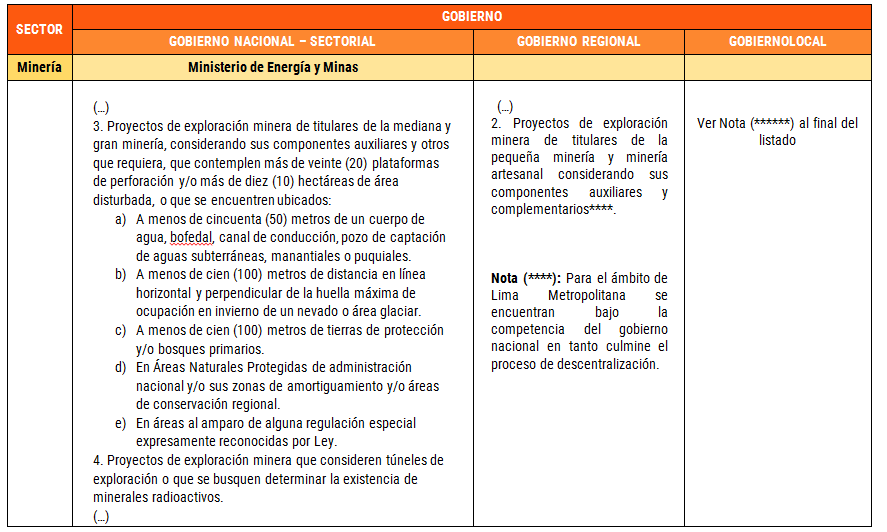 SECTOR
GOBIERNO
GOBIERNO NACIONAL – SECTORIAL
GOBIERNO REGIONAL
GOBIERNOLOCAL
Minería
Ministerio de Energía y Minas
(…)
3. Proyectos de exploración minera de titulares de la mediana y
gran minería, considerando sus componentes auxiliares y otros
que requiera, que contemplen más de veinte (20) plataformas
de perforación y/o más de diez (10) hectáreas de área
disturbada, o que se encuentren ubicados:
a) A menos de cincuenta (50) metros de un cuerpo de
agua, bofedal, canal de conducción, pozo de captación
de aguas subterráneas, manantiales o puquiales.
b) A menos de cien (100) metros de distancia en línea
horizontal y perpendicular de la huella máxima de
ocupación en invierno de un nevado o área glaciar.
c) A menos de cien (100) metros de tierras de protección
y/o bosques primarios.
d) En Áreas Naturales Protegidas de administración
nacional y/o sus zonas de amortiguamiento y/o áreas
de conservación regional.
e) En áreas al amparo de alguna regulación especial
expresamente reconocidas por Ley.
4. Proyectos de exploración minera que consideren túneles de
exploración o que se busquen determinar la existencia de
minerales radioactivos.
(…)
(…)
2. Proyectos de exploración
minera de titulares de la
pequeña minería y minería
artesanal considerando sus
componentes auxiliares y
complementarios****.
Nota (****): Para el ámbito de
Lima Metropolitana se
encuentran bajo la
competencia del gobierno
nacional en tanto culmine el
proceso de descentralización.
Ver Nota (******) al final del
listado